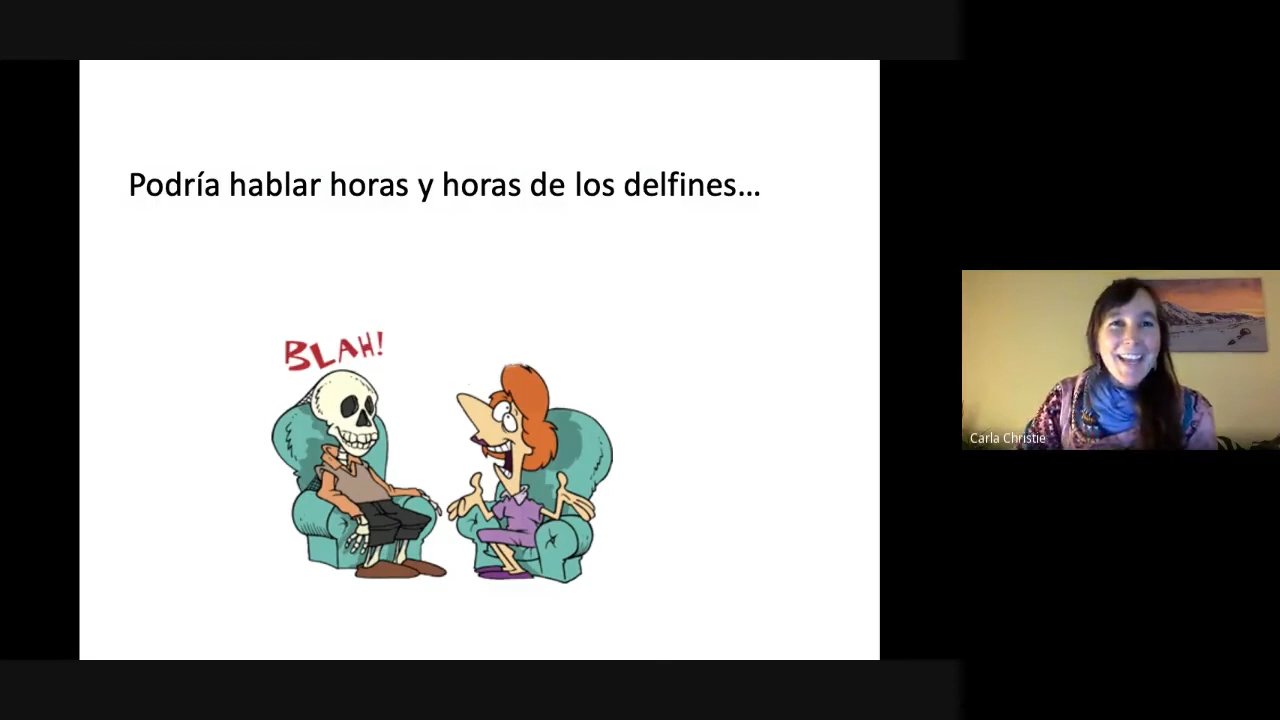 Podría hablar horas y horas de los delfines…
BLAH!
Carla Christie